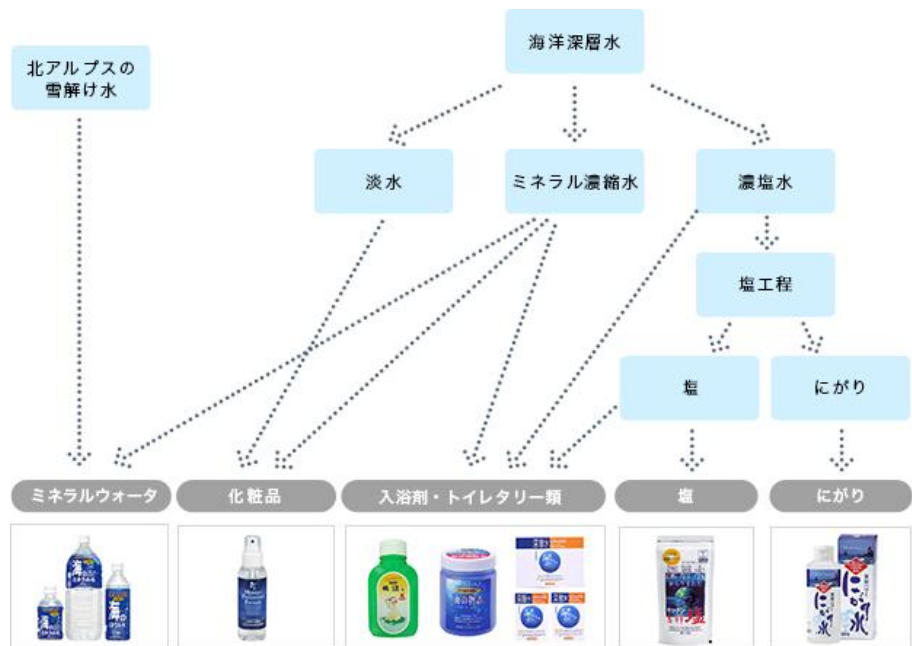 海洋深層水
北アルプスの
雪解け水
淡水
ミネラル濃縮水
濃塩水
塩工程
塩
にがり
ミネラルウォータ
化粧品
入浴剤・トイレタリー類
塩
にがり